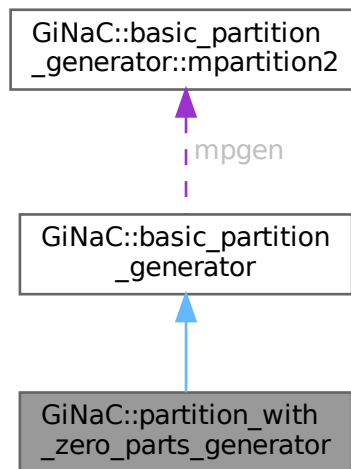 GiNaC::basic_partition
_generator::mpartition2
mpgen
GiNaC::basic_partition
_generator
GiNaC::partition_with
_zero_parts_generator